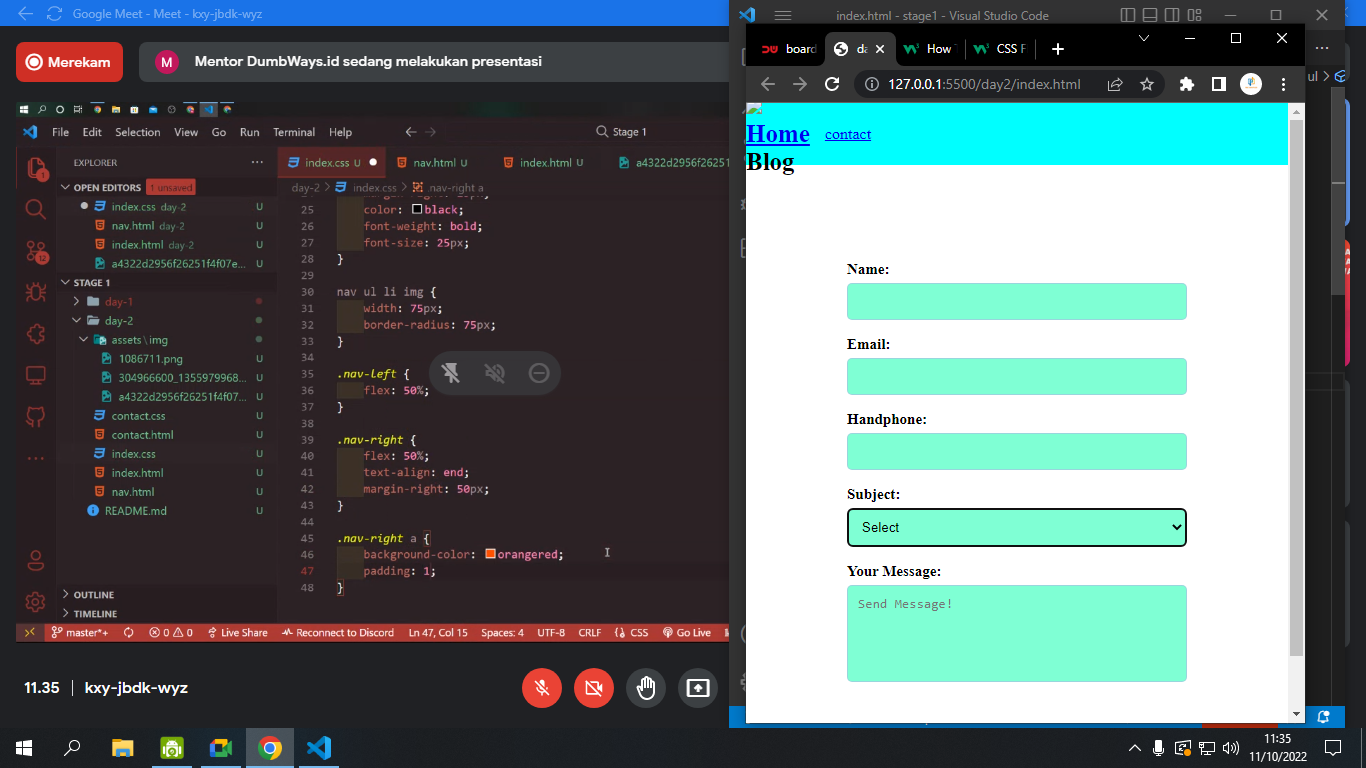 Google Meet - Meet - kxy-jbdk-wyz
Merekam
M
Mentor DumbWays.id sedang melakukan presentasi
File Edit Selection View Go Run Terminal Help
Stage 1
EXPLORER
index.css U
nav.html U
index.html U
a4322d2956f26251
OPEN EDITORS 1 unsaved
day-2 > index.css > .nav-right a
index.css day-2 U
nav.html day-2 U
index.html day-2 U
a4322d2956f26251f4f07e... U
STAGE 1
day-1
day-2
assets \ img
1086711.png U
304966600_1355979968... U
a4322d2956f26251f4f07... U
contact.css U
contact.html U
index.css U
index.html U
nav.html U
README.md U
OUTLINE
TIMELINE
25 color: black;
26 font-weight: bold;
27 font-size: 25px;
28 }
29
30 nav ul li img {
31 width: 75px;
32 border-radius: 75px;
33 }
34
35 .nav-left {
36 flex: 50%;
37 }
38
39 .nav-right {
40 flex: 50%;
41 text-align: end;
42 margin-right: 50px;
43 }
44
45 .nav-right a {
46 background-color: orangered;
47 padding: 1;
48 }
master*+ 0 0 Live Share Reconnect to Discord Ln 47, Col 15 Spaces: 4 UTF-8 CRLF CSS Go Live
11.35 | kxy-jbdk-wyz
index.html - stage1 - Visual Studio Code
board
da
How
CSS F
127.0.0.1:5500/day2/index.html
ul
Home
contact
Blog
Name:
Email:
Handphone:
Subject:
Select
Your Message:
Send Message!
11:35
11/10/2022